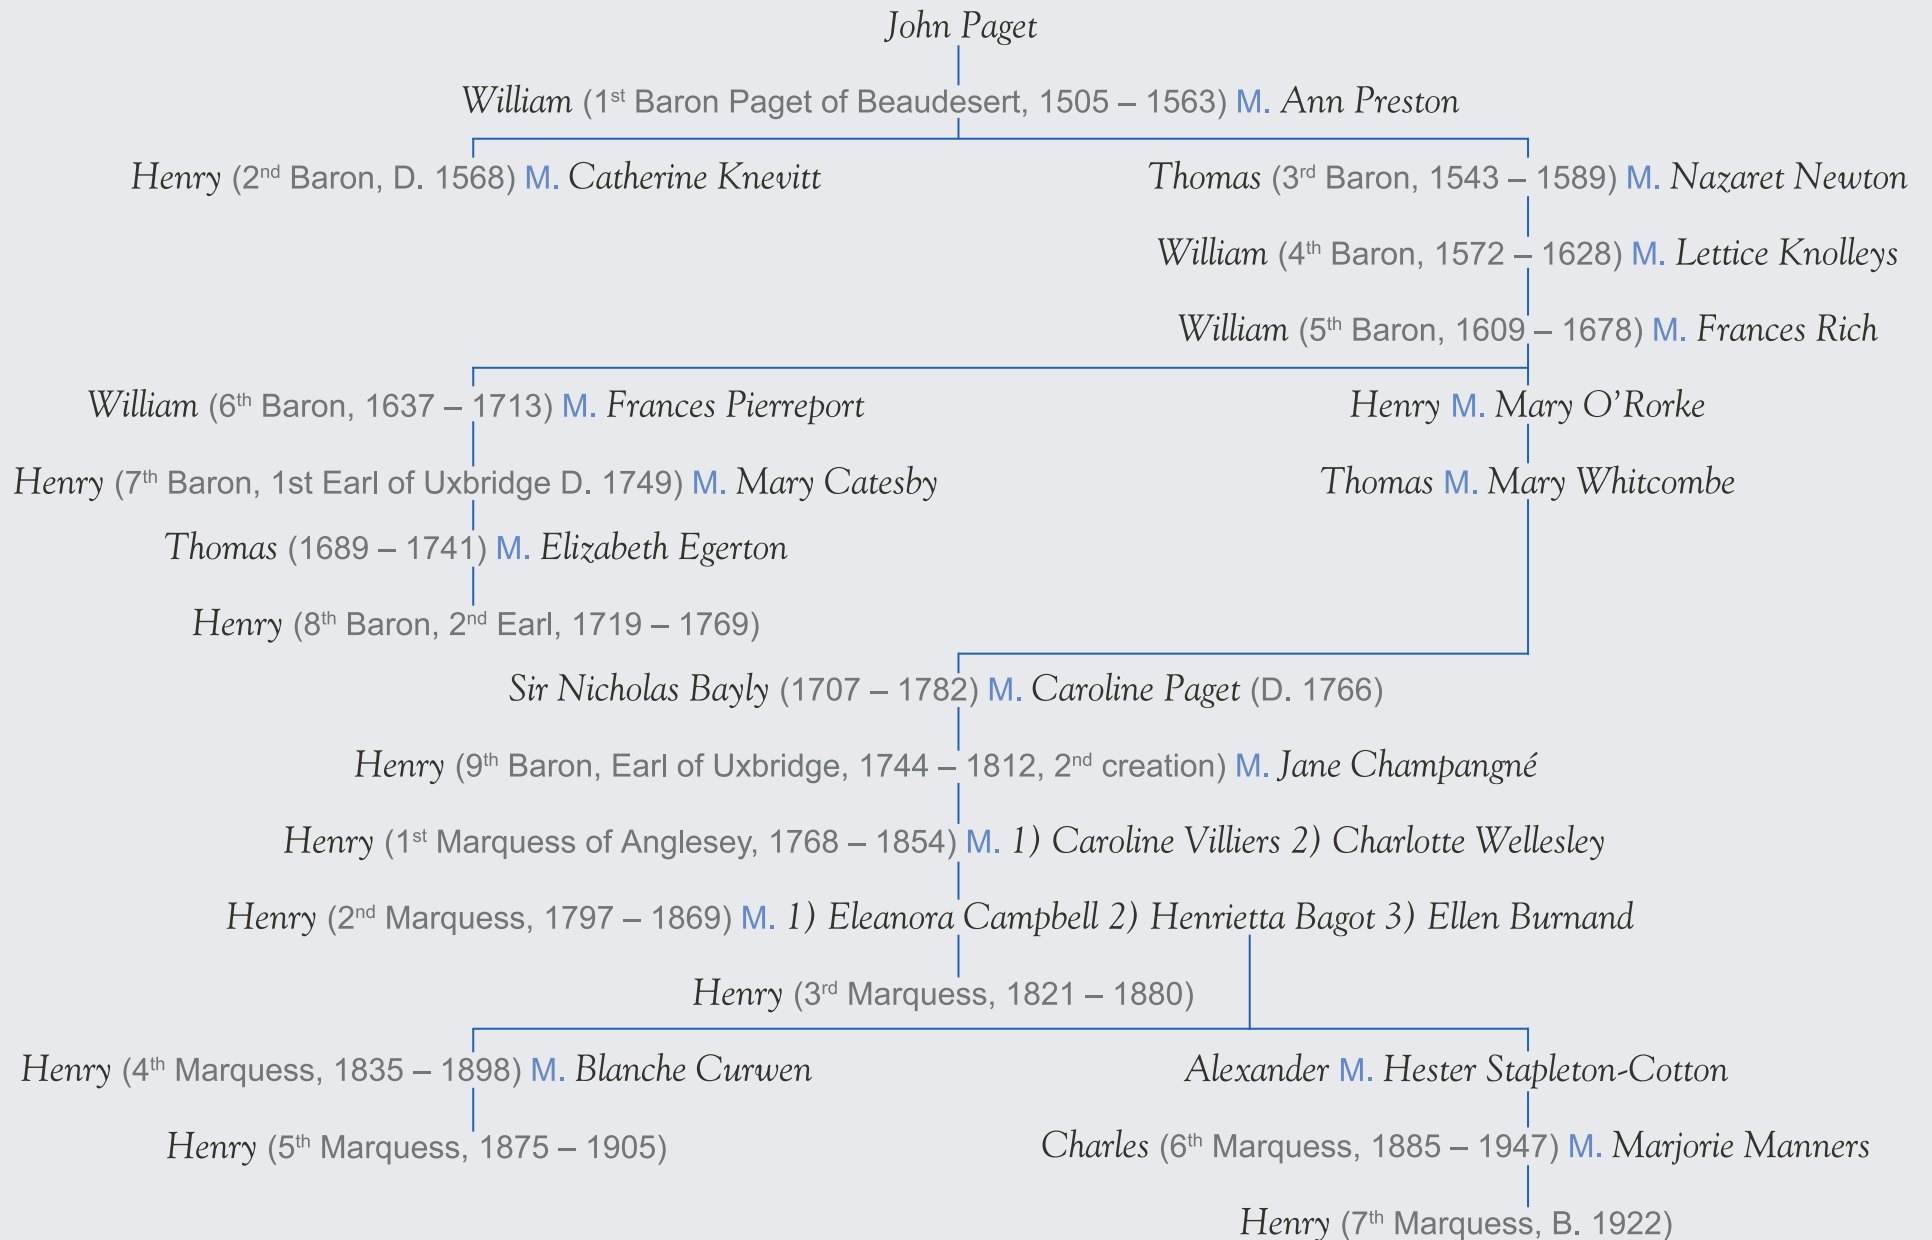 John Paget
William (1st Baron Paget of Beaudesert, 1505 – 1563) M. Ann Preston
Henry (2nd Baron, D. 1568) M. Catherine Knevitt
Thomas (3rd Baron, 1543 – 1589) M. Nazaret Newton
William (4th Baron, 1572 – 1628) M. Lettice Knolleys
William (5th Baron, 1609 – 1678) M. Frances Rich
William (6th Baron, 1637 – 1713) M. Frances Pierreport
Henry M. Mary O'Rorke
Henry (7th Baron, 1st Earl of Uxbridge D. 1749) M. Mary Catesby
Thomas M. Mary Whitcombe
Thomas (1689 – 1741) M. Elizabeth Egerton
Henry (8th Baron, 2nd Earl, 1719 – 1769)
Sir Nicholas Bayly (1707 – 1782) M. Caroline Paget (D. 1766)
Henry (9th Baron, Earl of Uxbridge, 1744 – 1812, 2nd creation) M. Jane Champangné
Henry (1st Marquess of Anglesey, 1768 – 1854) M. 1) Caroline Villiers 2) Charlotte Wellesley
Henry (2nd Marquess, 1797 – 1869) M. 1) Eleanora Campbell 2) Henrietta Bagot 3) Ellen Burnand
Henry (3rd Marquess, 1821 – 1880)
Henry (4th Marquess, 1835 – 1898) M. Blanche Curwen
Alexander M. Hester Stapleton-Cotton
Henry (5th Marquess, 1875 – 1905)
Charles (6th Marquess, 1885 – 1947) M. Marjorie Manners
Henry (7th Marquess, B. 1922)